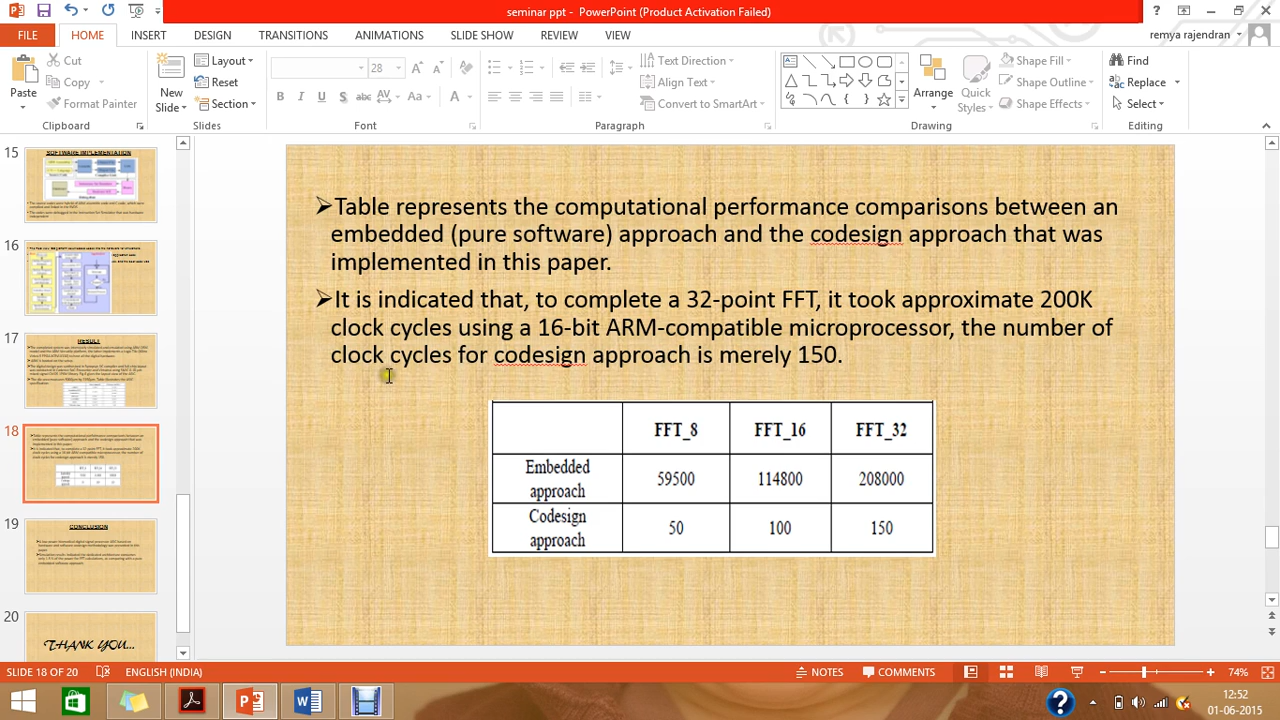 seminar ppt - PowerPoint (Product Activation Failed)
FILE HOME INSERT DESIGN TRANSITIONS ANIMATIONS SLIDE SHOW REVIEW VIEW
remya rajendran
Paste
Cut
Copy
Format Painter
Clipboard
New
Slide
Layout
Reset
Section
Slides
28
B I U S abc AV Aa A
Font
Text Direction
Align Text
Convert to SmartArt
Paragraph
Arrange
Quick
Styles
Shape Fill
Shape Outline
Shape Effects
Drawing
Find
Replace
Select
Editing
15
SOFTWARE IMPLEMENTATION
16
17
RESULT
18
19
CONCLUSION
20
THANK YOU...
Table represents the computational performance comparisons between an
embedded (pure software) approach and the codesign approach that was
implemented in this paper.
It is indicated that, to complete a 32-point FFT, it took approximate 200K
clock cycles using a 16-bit ARM-compatible microprocessor, the number of
clock cycles for codesign approach is merely 150.
FFT_8 FFT_16 FFT_32
Embedded
approach
59500 114800 208000
Codesign
approach
50 100 150
SLIDE 18 OF 20 ENGLISH (INDIA) NOTES COMMENTS 74%
12:52
01-06-2015